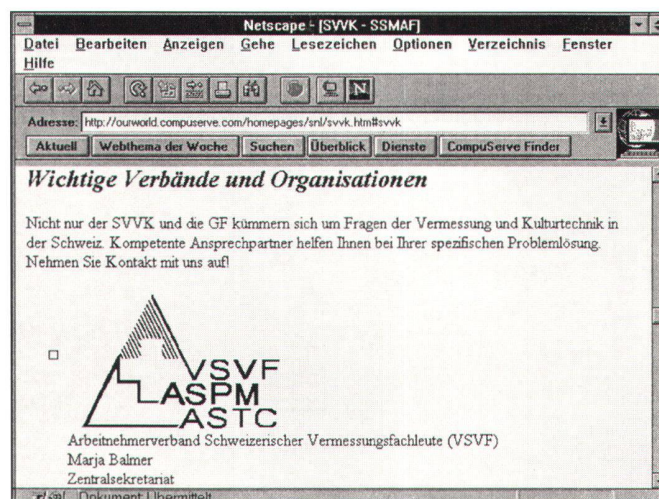 Netscape - [SVVK - SSMAF]
Datei Bearbeiten Anzeigen Gehe Lesezeichen Optionen Verzeichnis Fenster
Hilfe
N
Adresse: http://ourworld.compuserve.com/homepages/snl/svvk.htm#svvk
Aktuell Webthema der Woche Suchen Überblick Dienste CompuServe Finder
Wichtige Verbände und Organisationen
Nicht nur der SVVK und die GF kümmern sich um Fragen der Vermessung und Kulturtechnik in
der Schweiz. Kompetente Ansprechpartner helfen Ihnen bei Ihrer spezifischen Problemlösung.
Nehmen Sie Kontakt mit uns auf!
VSVF
ASPM
ASTC
Arbeitnehmerverband Schweizerischer Vermessungsfachleute (VSVF)
Marja Balmer
Zentralsekretariat
Dokument Übermittelt